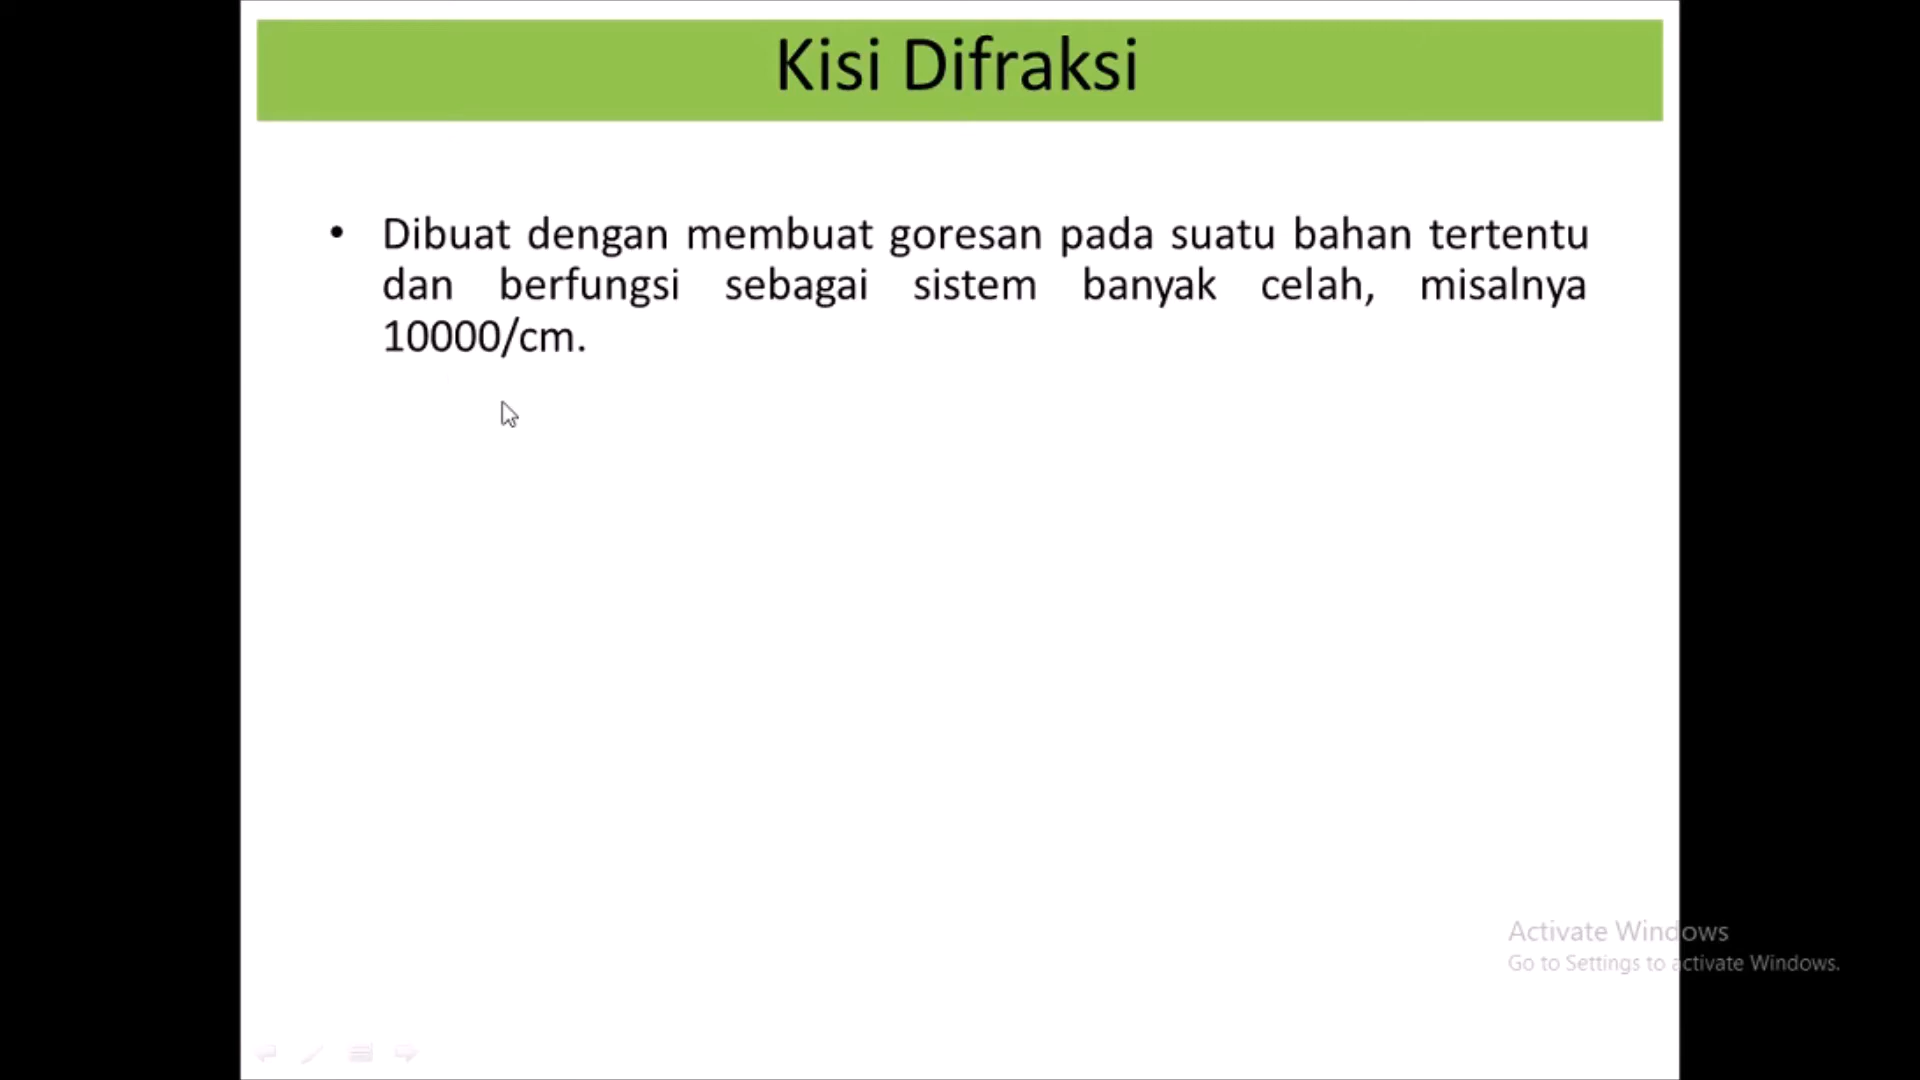 Kisi Difraksi
• Dibuat dengan membuat goresan pada suatu bahan tertentu
dan berfungsi sebagai sistem banyak celah, misalnya
10000/cm.
Activate Windows
Go to Settings to activate Windows.